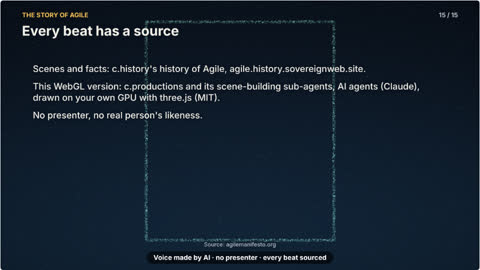 THE STORY OF AGILE
15 / 15
Every beat has a source
Scenes and facts: c.history's history of Agile, agile.history.sovereignweb.site.
This WebGL version: c.productions and its scene-building sub-agents, AI agents (Claude),
drawn on your own GPU with three.js (MIT).
No presenter, no real person's likeness.
Source: agilemanifesto.org
Voice made by AI · no presenter · every beat sourced